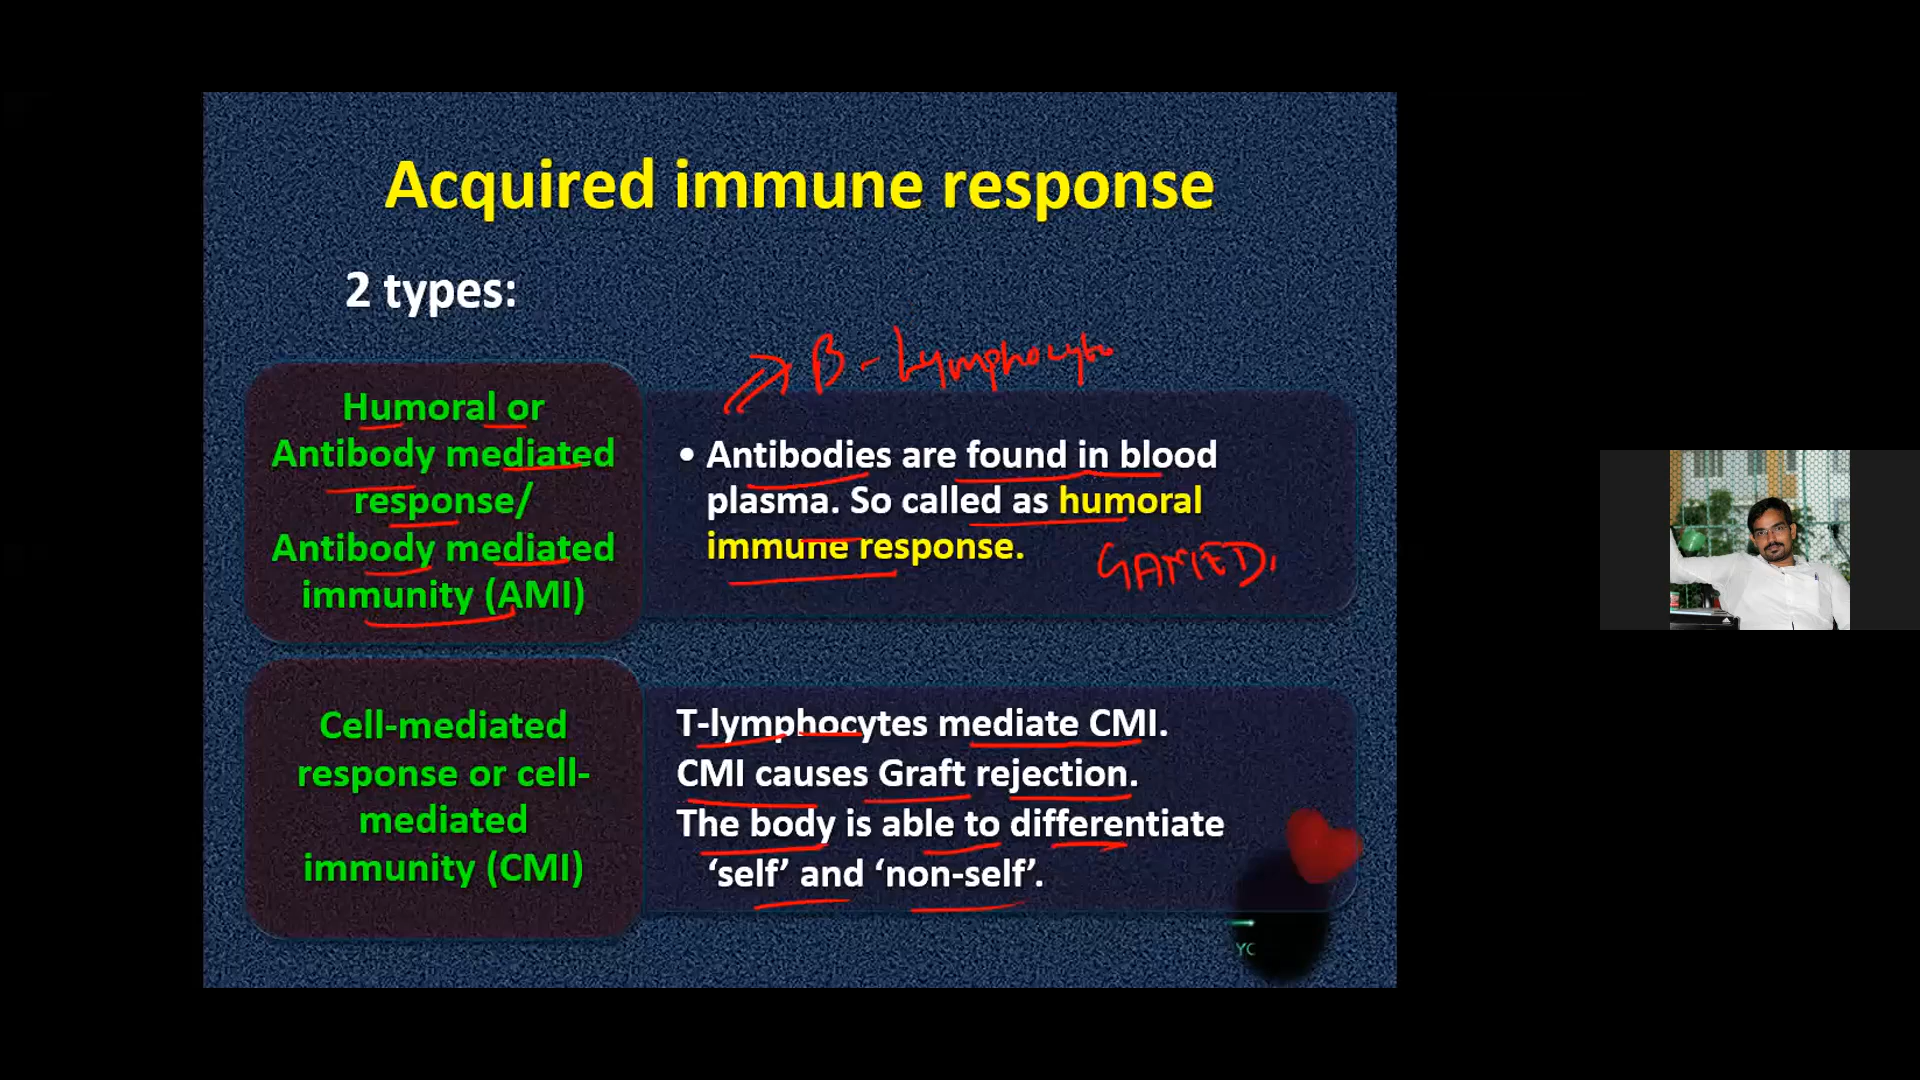 Acquired immune response
2 types:
B - Lymphocyte
Humoral or
Antibody mediated
response/
Antibody mediated
immunity (AMI)
• Antibodies are found in blood
plasma. So called as humoral
immune response.
Cell-mediated
response or cell-
mediated
immunity (CMI)
T-lymphocytes mediate CMI.
CMI causes Graft rejection.
The body is able to differentiate
‘self’ and ‘non-self’.